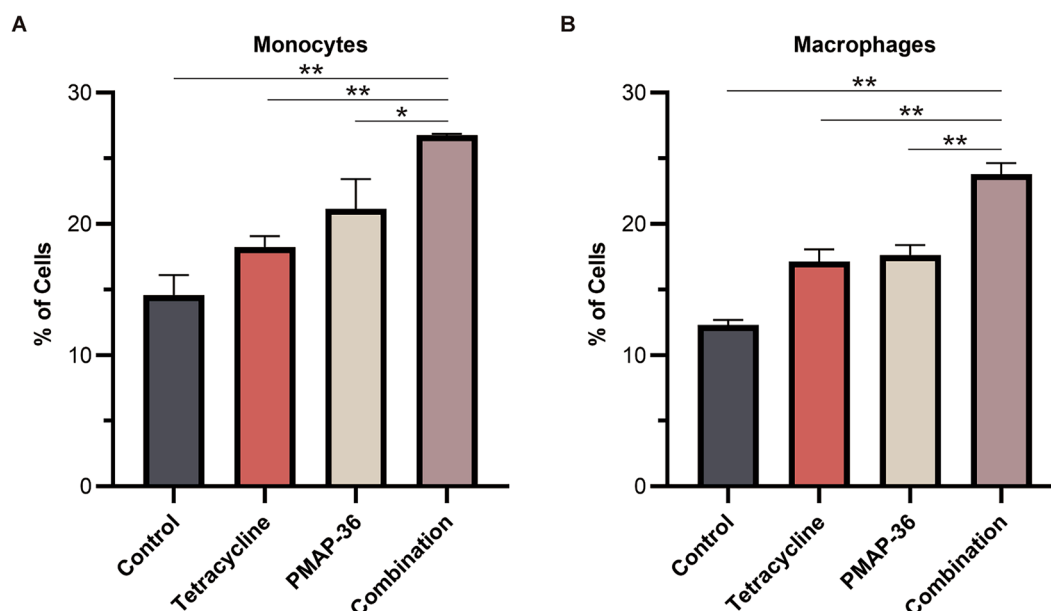 A
Monocytes
**
**
*
30
20
10
0
% of Cells
Control
Tetracycline
PMAP-36
Combination
B
Macrophages
**
**
**
30
20
10
0
% of Cells
Control
Tetracycline
PMAP-36
Combination